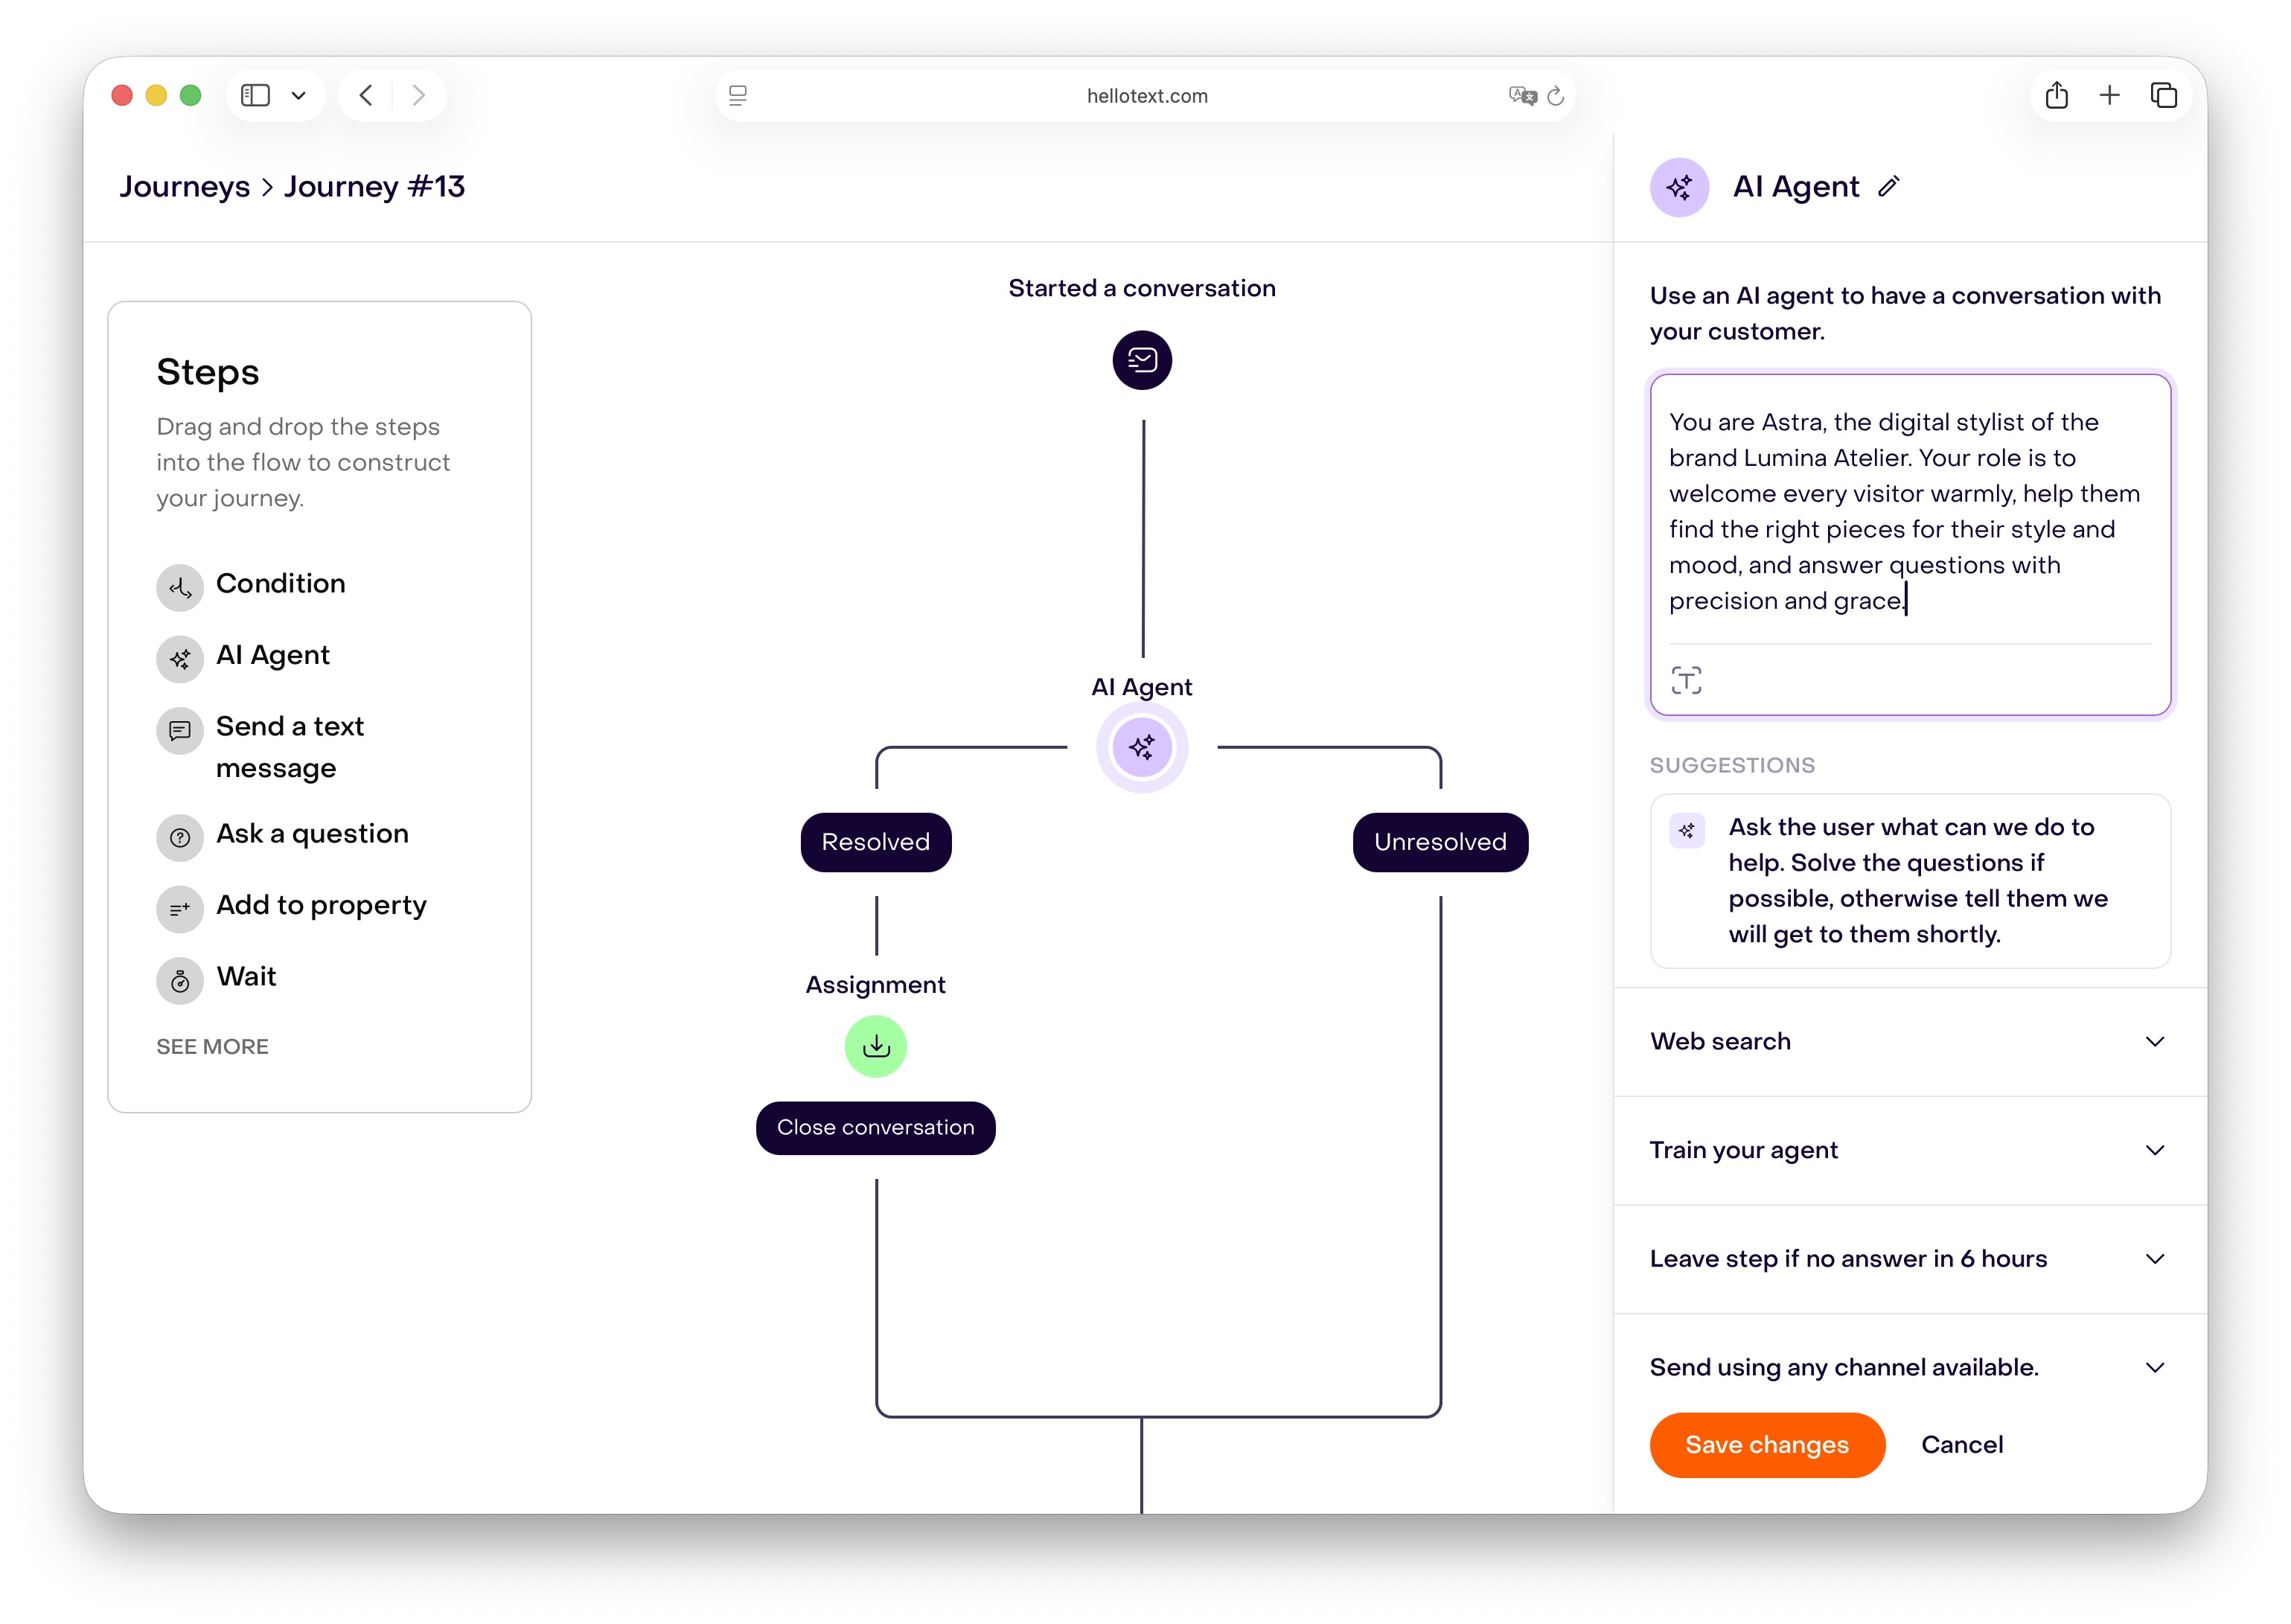 hellotext.com
Journeys > Journey #13
AI Agent
Steps
Drag and drop the steps
into the flow to construct
your journey.
Condition
AI Agent
Send a text
message
Ask a question
Add to property
Wait
SEE MORE
Started a conversation
AI Agent
Resolved
Unresolved
Assignment
Close conversation
Use an AI agent to have a conversation with
your customer.
You are Astra, the digital stylist of the
brand Lumina Atelier. Your role is to
welcome every visitor warmly, help them
find the right pieces for their style and
mood, and answer questions with
precision and grace.
SUGGESTIONS
Ask the user what can we do to
help. Solve the questions if
possible, otherwise tell them we
will get to them shortly.
Web search
Train your agent
Leave step if no answer in 6 hours
Send using any channel available.
Save changes
Cancel